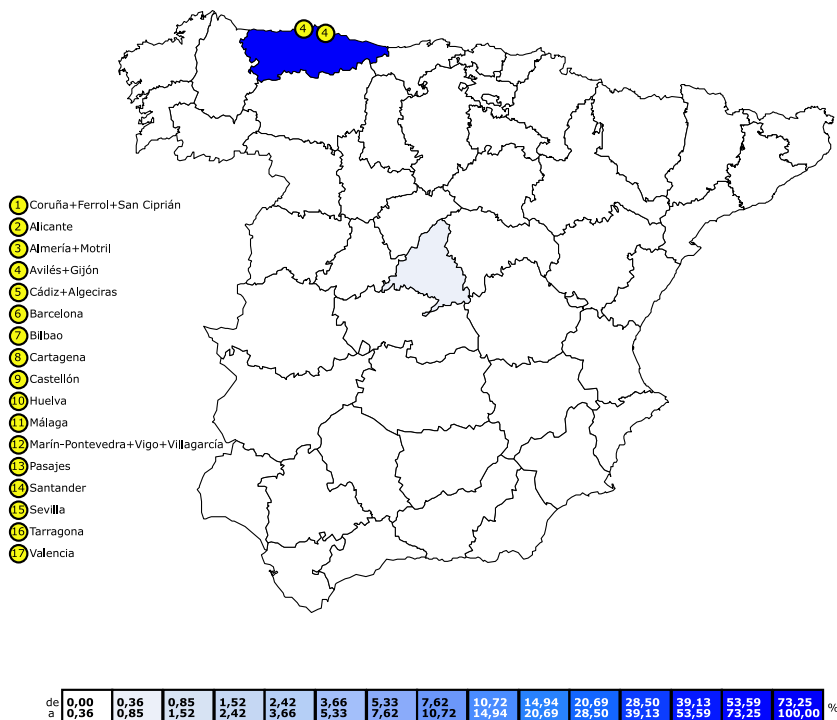 4 4
1 Coruña+Ferrol+San Ciprián
2 Alicante
3 Almería+Motril
4 Avilés+Gijón
5 Cádiz+Algeciras
6 Barcelona
7 Bilbao
8 Cartagena
9 Castellón
10 Huelva
11 Málaga
12 Marín-Pontevedra+Vigo+Villagarcía
13 Pasajes
14 Santander
15 Sevilla
16 Tarragona
17 Valencia
de 0,00 0,36 0,85 1,52 2,42 3,66 5,33 7,62 10,72 14,94 20,69 28,50 39,13 53,59 73,25
a 0,36 0,85 1,52 2,42 3,66 5,33 7,62 10,72 14,94 20,69 28,50 39,13 53,59 73,25 100,00 %